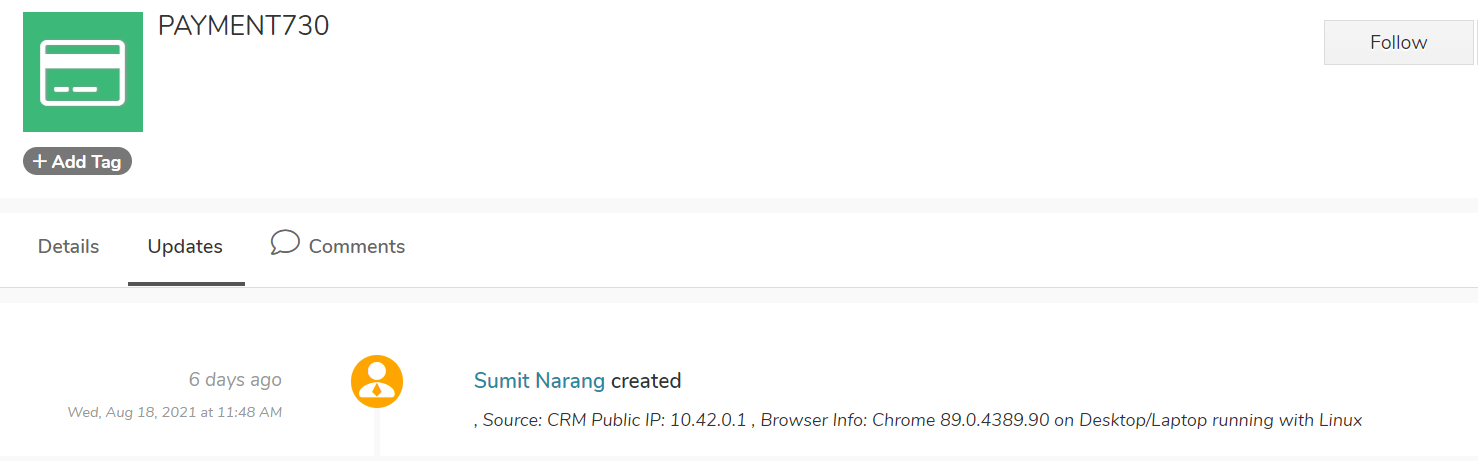 PAYMENT730
Follow
+ Add Tag
Details
Updates
Comments
6 days ago
Sumit Narang created
Wed, Aug 18, 2021 at 11:48 AM
, Source: CRM Public IP: 10.42.0.1 , Browser Info: Chrome 89.0.4389.90 on Desktop/Laptop running with Linux